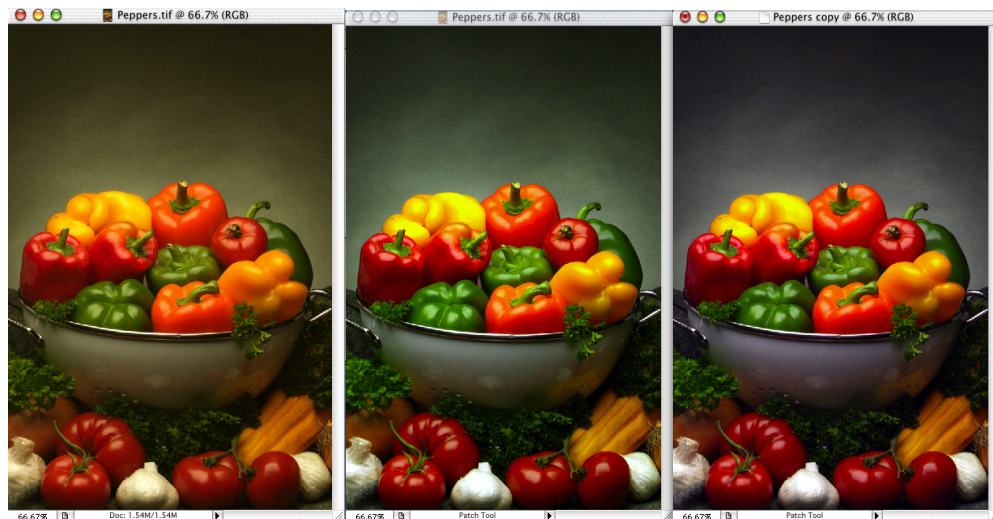 Peppers.tif @ 66.7% (RGB)
Peppers.tif @ 66.7% (RGB)
Peppers copy @ 66.7% (RGB)
66.67% Doc: 1.54M/1.54M
66.67% Patch Tool
66.67% Patch Tool